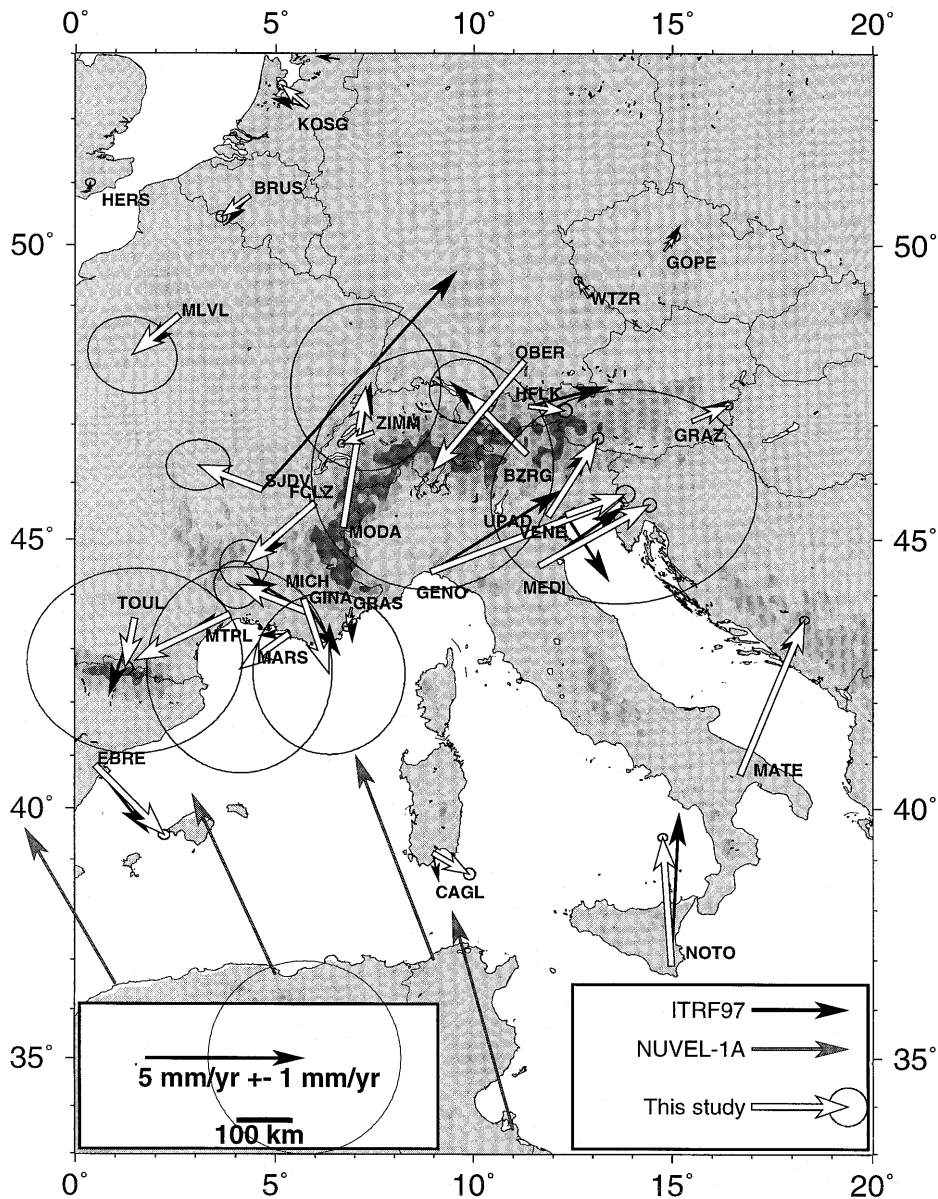 0° 5° 10° 15° 20°
KOSG
HERS
BRUS
50° 50°
GOPE
WTZR
MLVL
OBER
HFLK
ZIMM
GRAZ
BZRG
SJDV
FCLZ
UPAD
45° MODA VENE 45°
MICH GENO MEDI
GINA GRAS
TOUL
MTPL
MARS
EBRE
MATE
40° 40°
CAGL
NOTO
ITRF97
NUVEL-1A
35° 35°
5 mm/yr +- 1 mm/yr
This study
100 km
0° 5° 10° 15° 20°